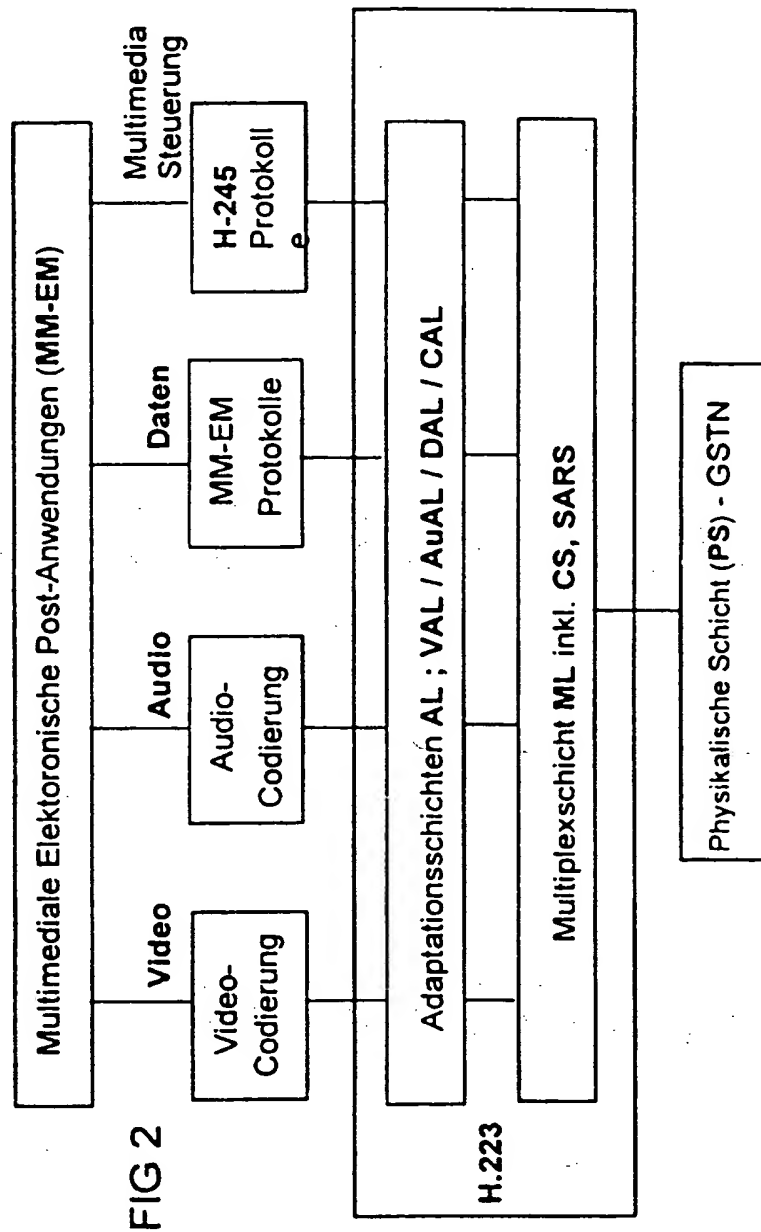 FIG 2
Multimediale Elektoronische Post-Anwendungen (MM-EM)
Video
Audio
Daten
Multimedia
Steuerung
Video-
Codierung
Audio-
Codierung
MM-EM
Protokolle
H-245
Protokoll
e
H.223
Adaptationsschichten AL ; VAL / AuAL / DAL / CAL
Multiplexschicht ML inkl. CS, SARS
Physikalische Schicht (PS) - GSTN